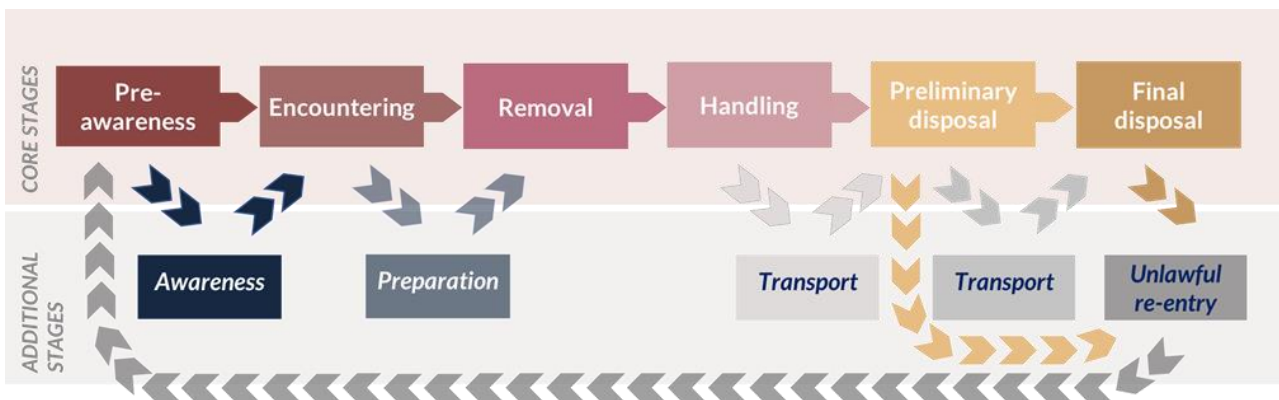 CORE STAGES
Pre-
awareness
Encountering
Removal
Handling
Preliminary
disposal
Final
disposal
ADDITIONAL
STAGES
Awareness
Preparation
Transport
Transport
Unlawful
re-entry